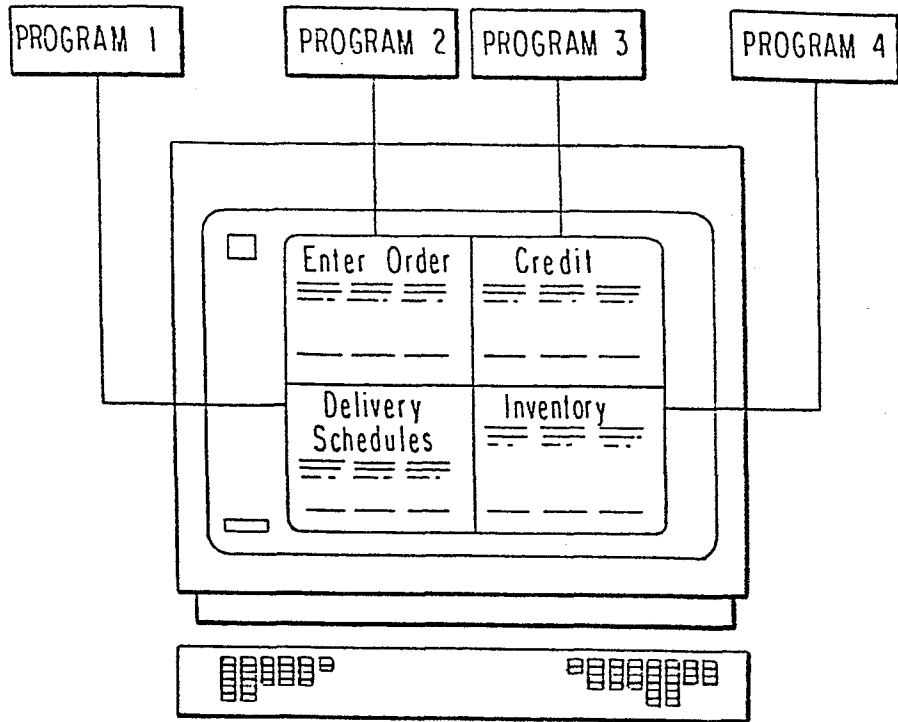 PROGRAM 1
PROGRAM 2
PROGRAM 3
PROGRAM 4
Enter Order
Credit
Delivery
Schedules
Inventory